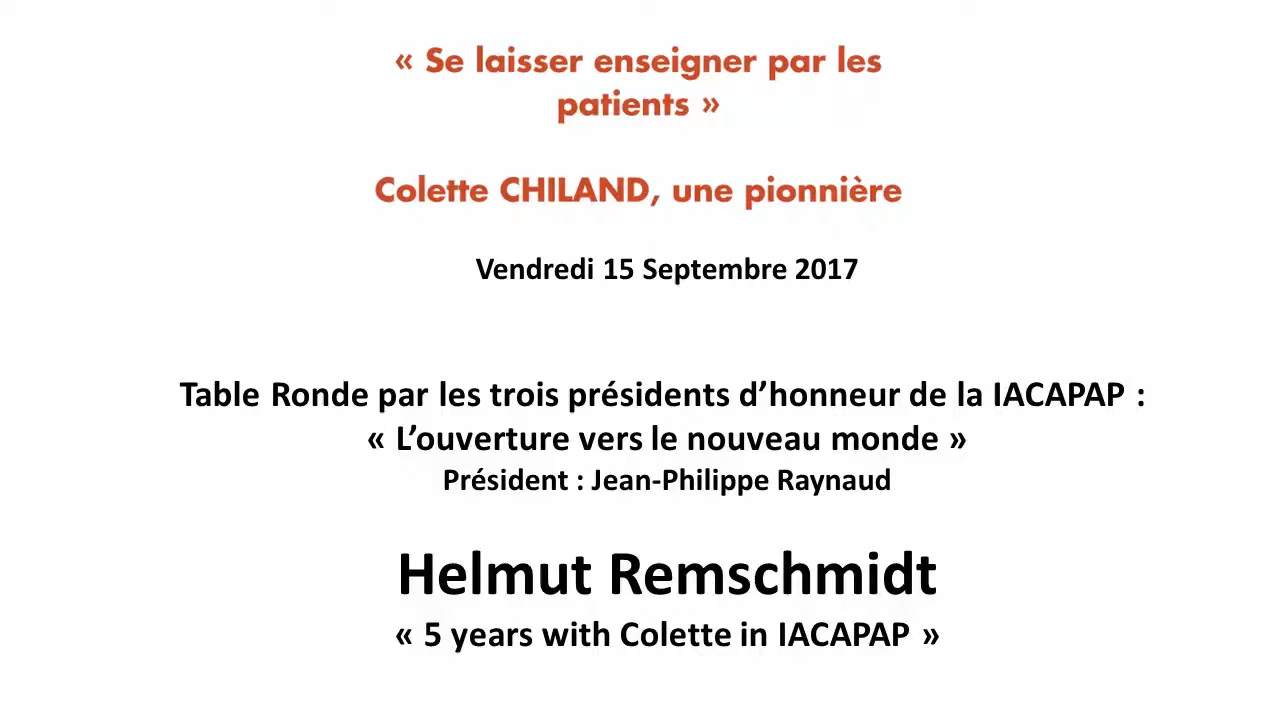 « Se laisser enseigner par les
patients »
Colette CHILAND, une pionnière
Vendredi 15 Septembre 2017
Table Ronde par les trois présidents d’honneur de la IACAPAP :
« L’ouverture vers le nouveau monde »
Président : Jean-Philippe Raynaud
Helmut Remschmidt
« 5 years with Colette in IACAPAP »